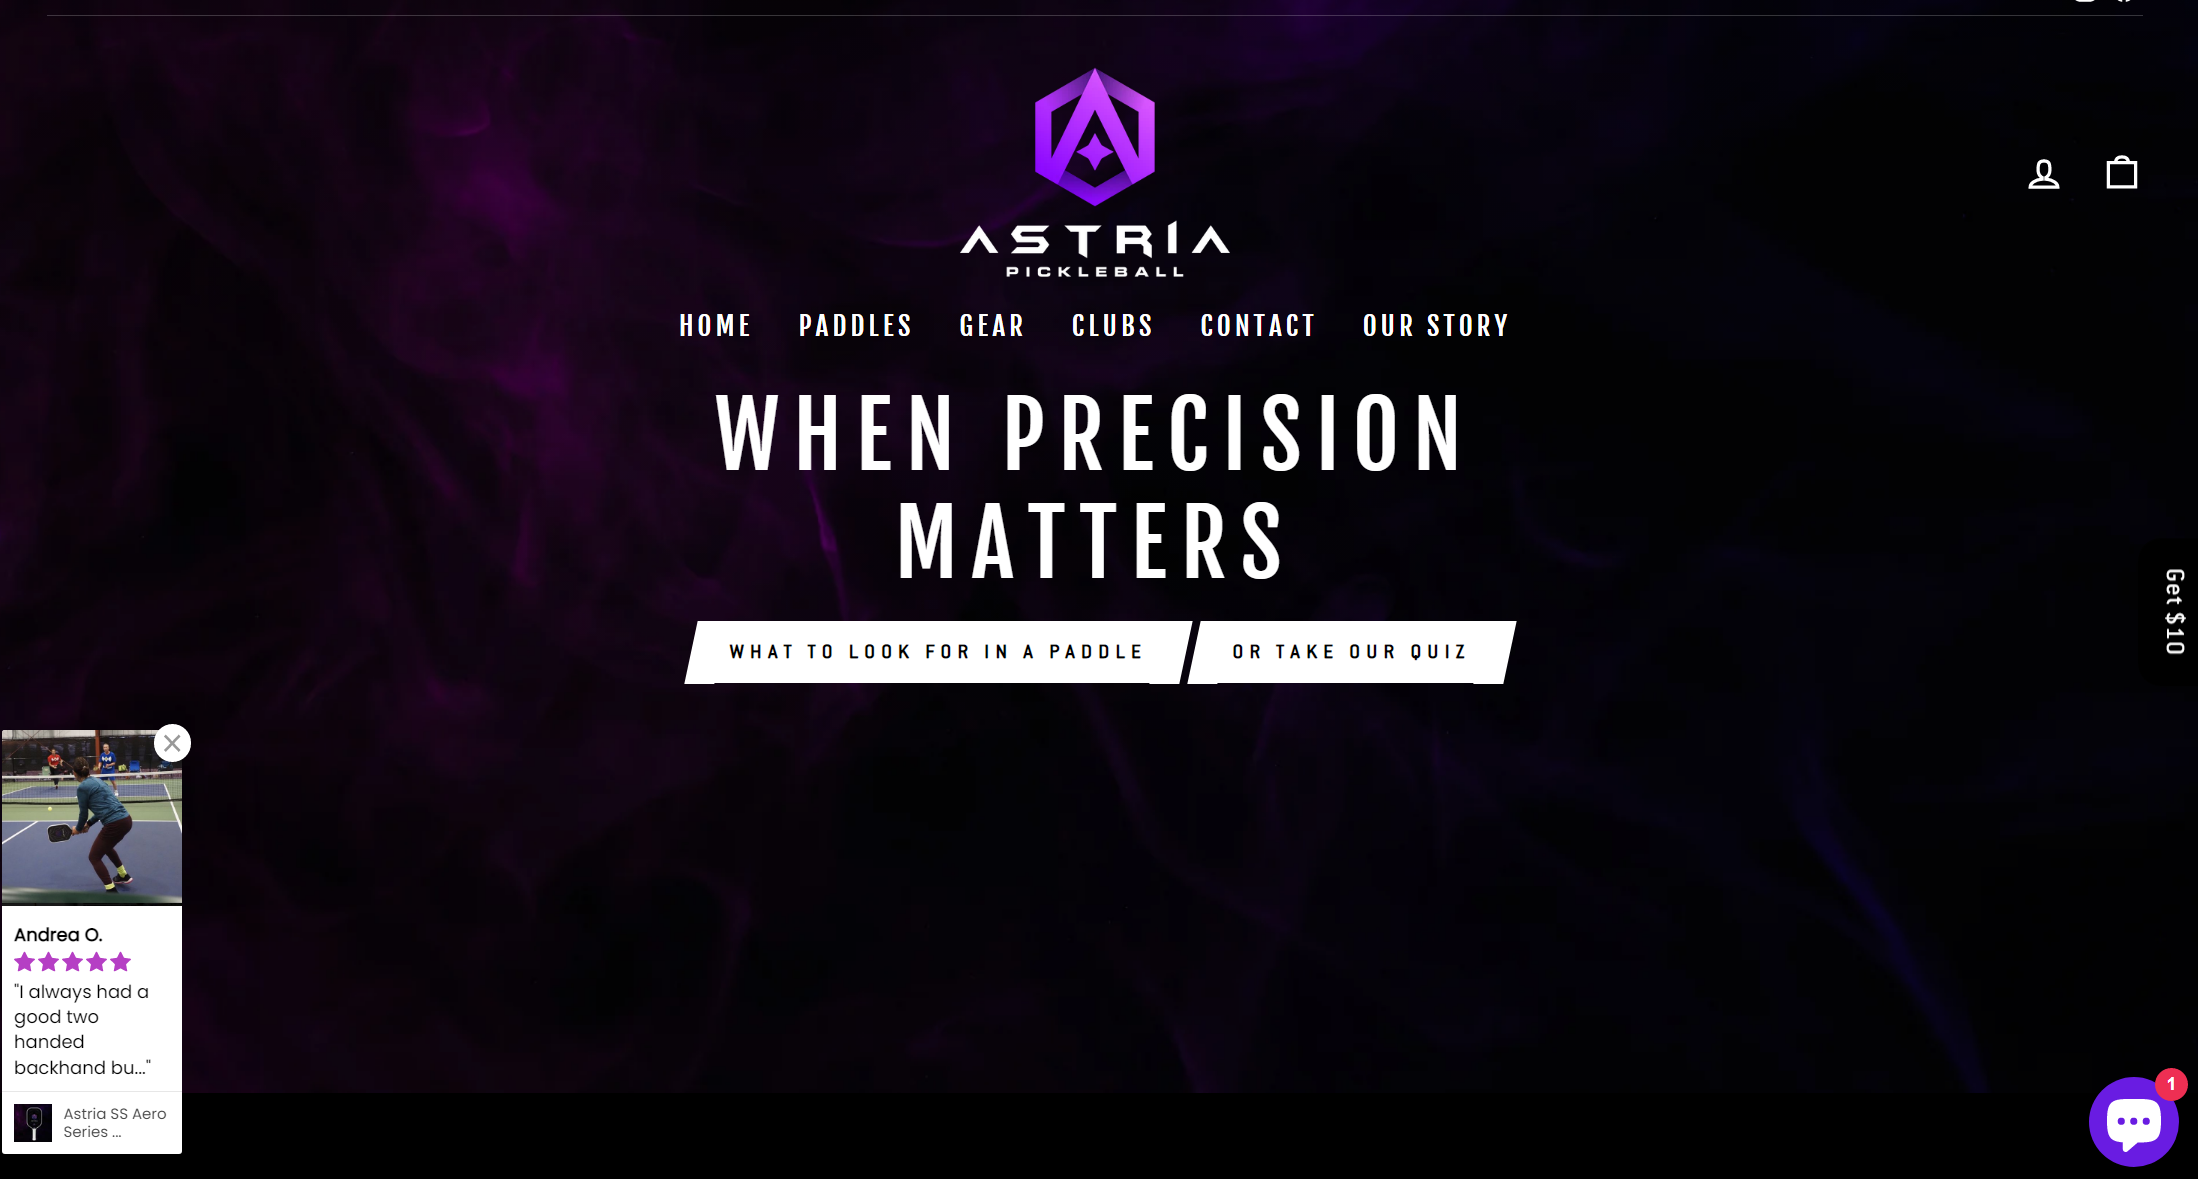 ASTRIA
PICKLEBALL
HOME PADDLES GEAR CLUBS CONTACT OUR STORY
WHEN PRECISION
MATTERS
WHAT TO LOOK FOR IN A PADDLE OR TAKE OUR QUIZ
Get $10
Andrea O.
"I always had a
good two
handed
backhand bu..."
Astria SS Aero
Series ...
1